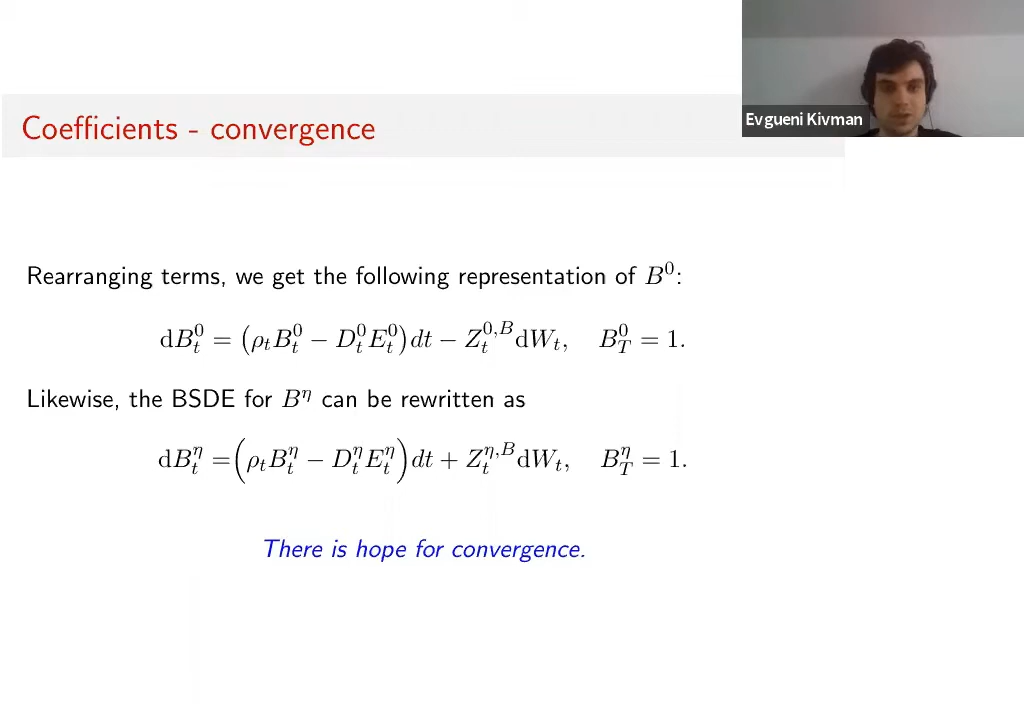 Coefficients - convergence
Evgueni Kivman
Rearranging terms, we get the following representation of B⁰:
dB_t^0 = (ρ_t B_t^0 − D_t^0 E_t^0)dt − Z_t^{0,B} dW_t, B_T^0 = 1.
Likewise, the BSDE for B^η can be rewritten as
dB_t^η =(ρ_t B_t^η − D_t^η E_t^η)dt + Z_t^{η,B} dW_t, B_T^η = 1.
There is hope for convergence.